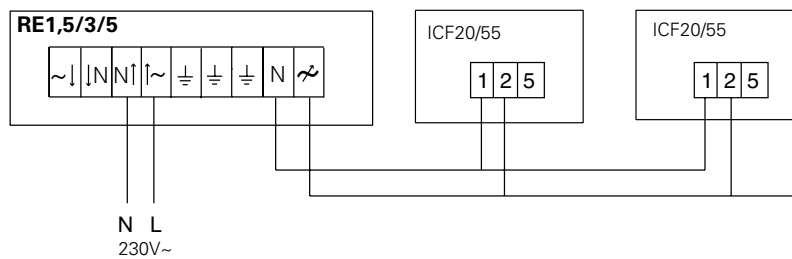 RE1,5/3/5
~↓ ↓N N↑ ↑~ ⏚ ⏚ ⏚ N ~
ICF20/55
1 2 5
ICF20/55
1 2 5
N L
230V~